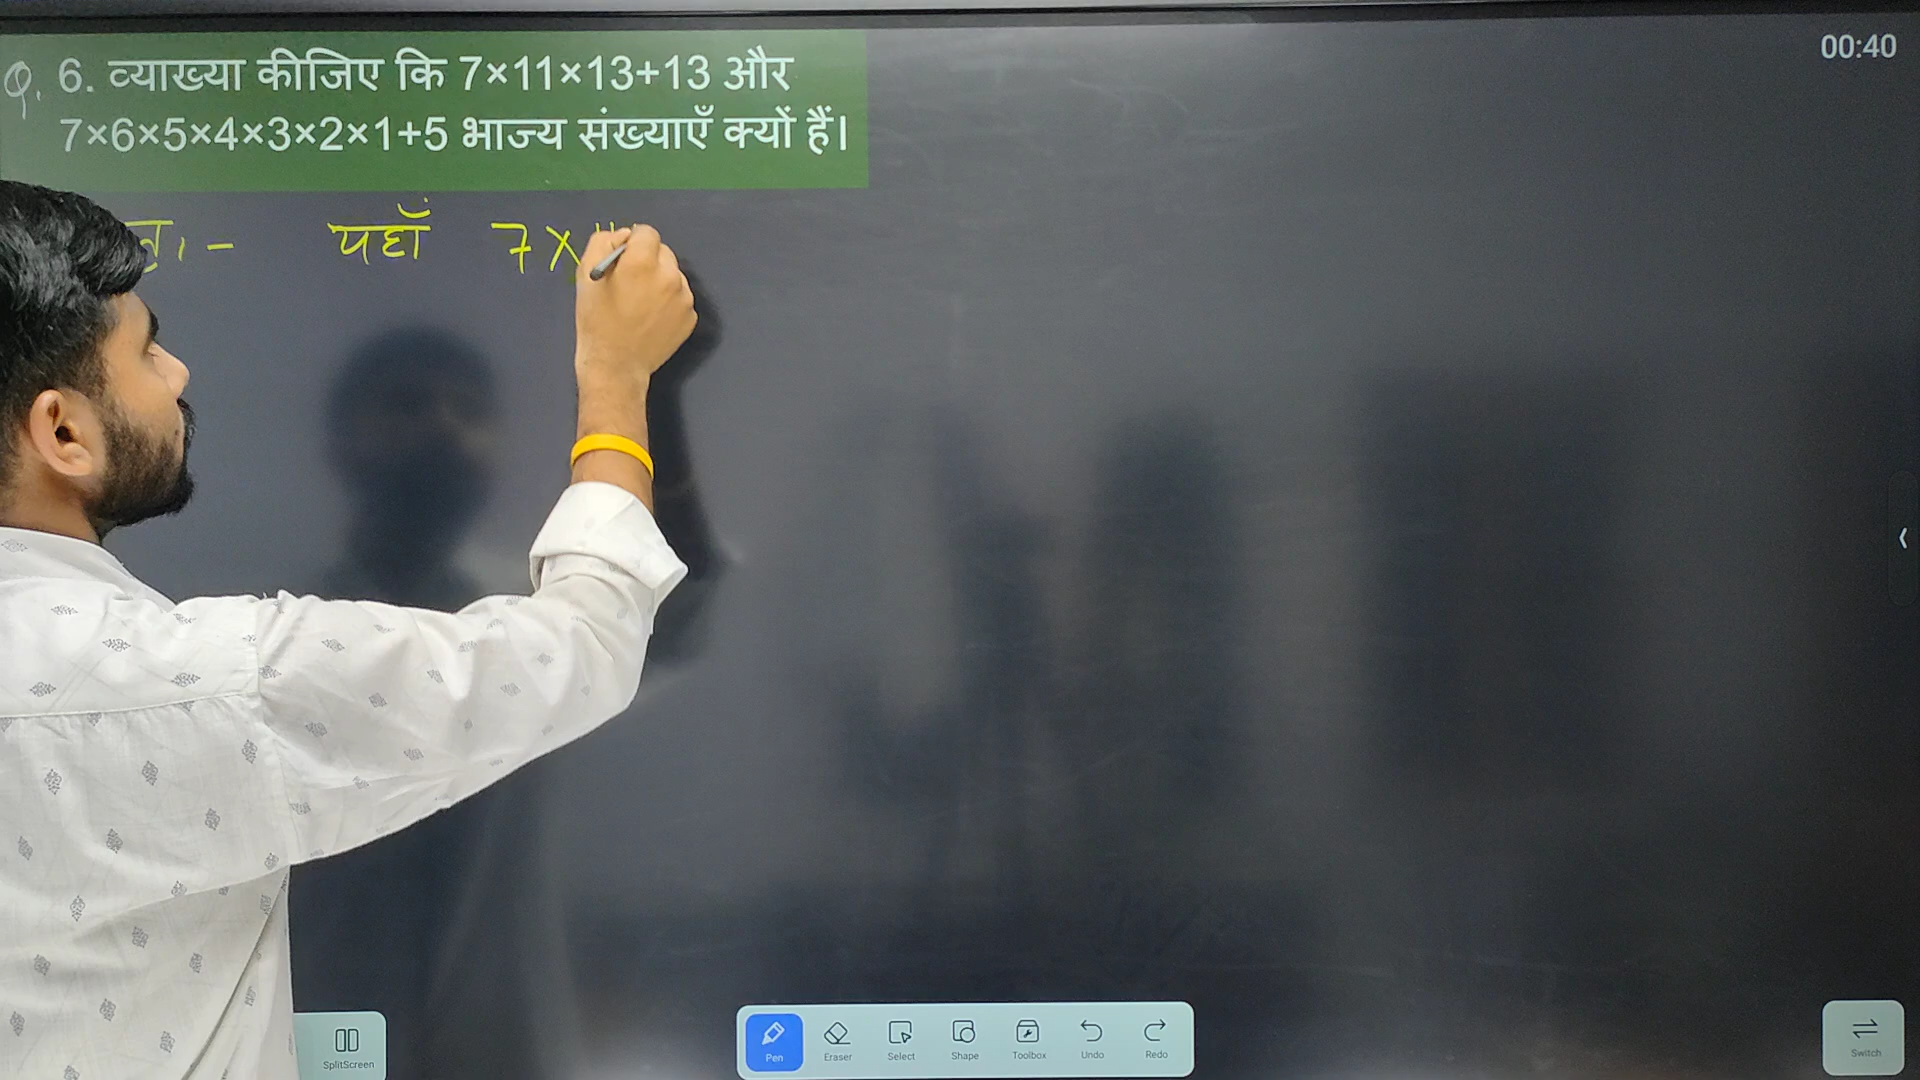 00:40
Q. 6. व्याख्या कीजिए कि 7×11×13+13 और
7×6×5×4×3×2×1+5 भाज्य संख्याएँ क्यों हैं।
यहाँ 7×11
SplitScreen
Pen Eraser Select Shape Toolbox Undo Redo
Switch